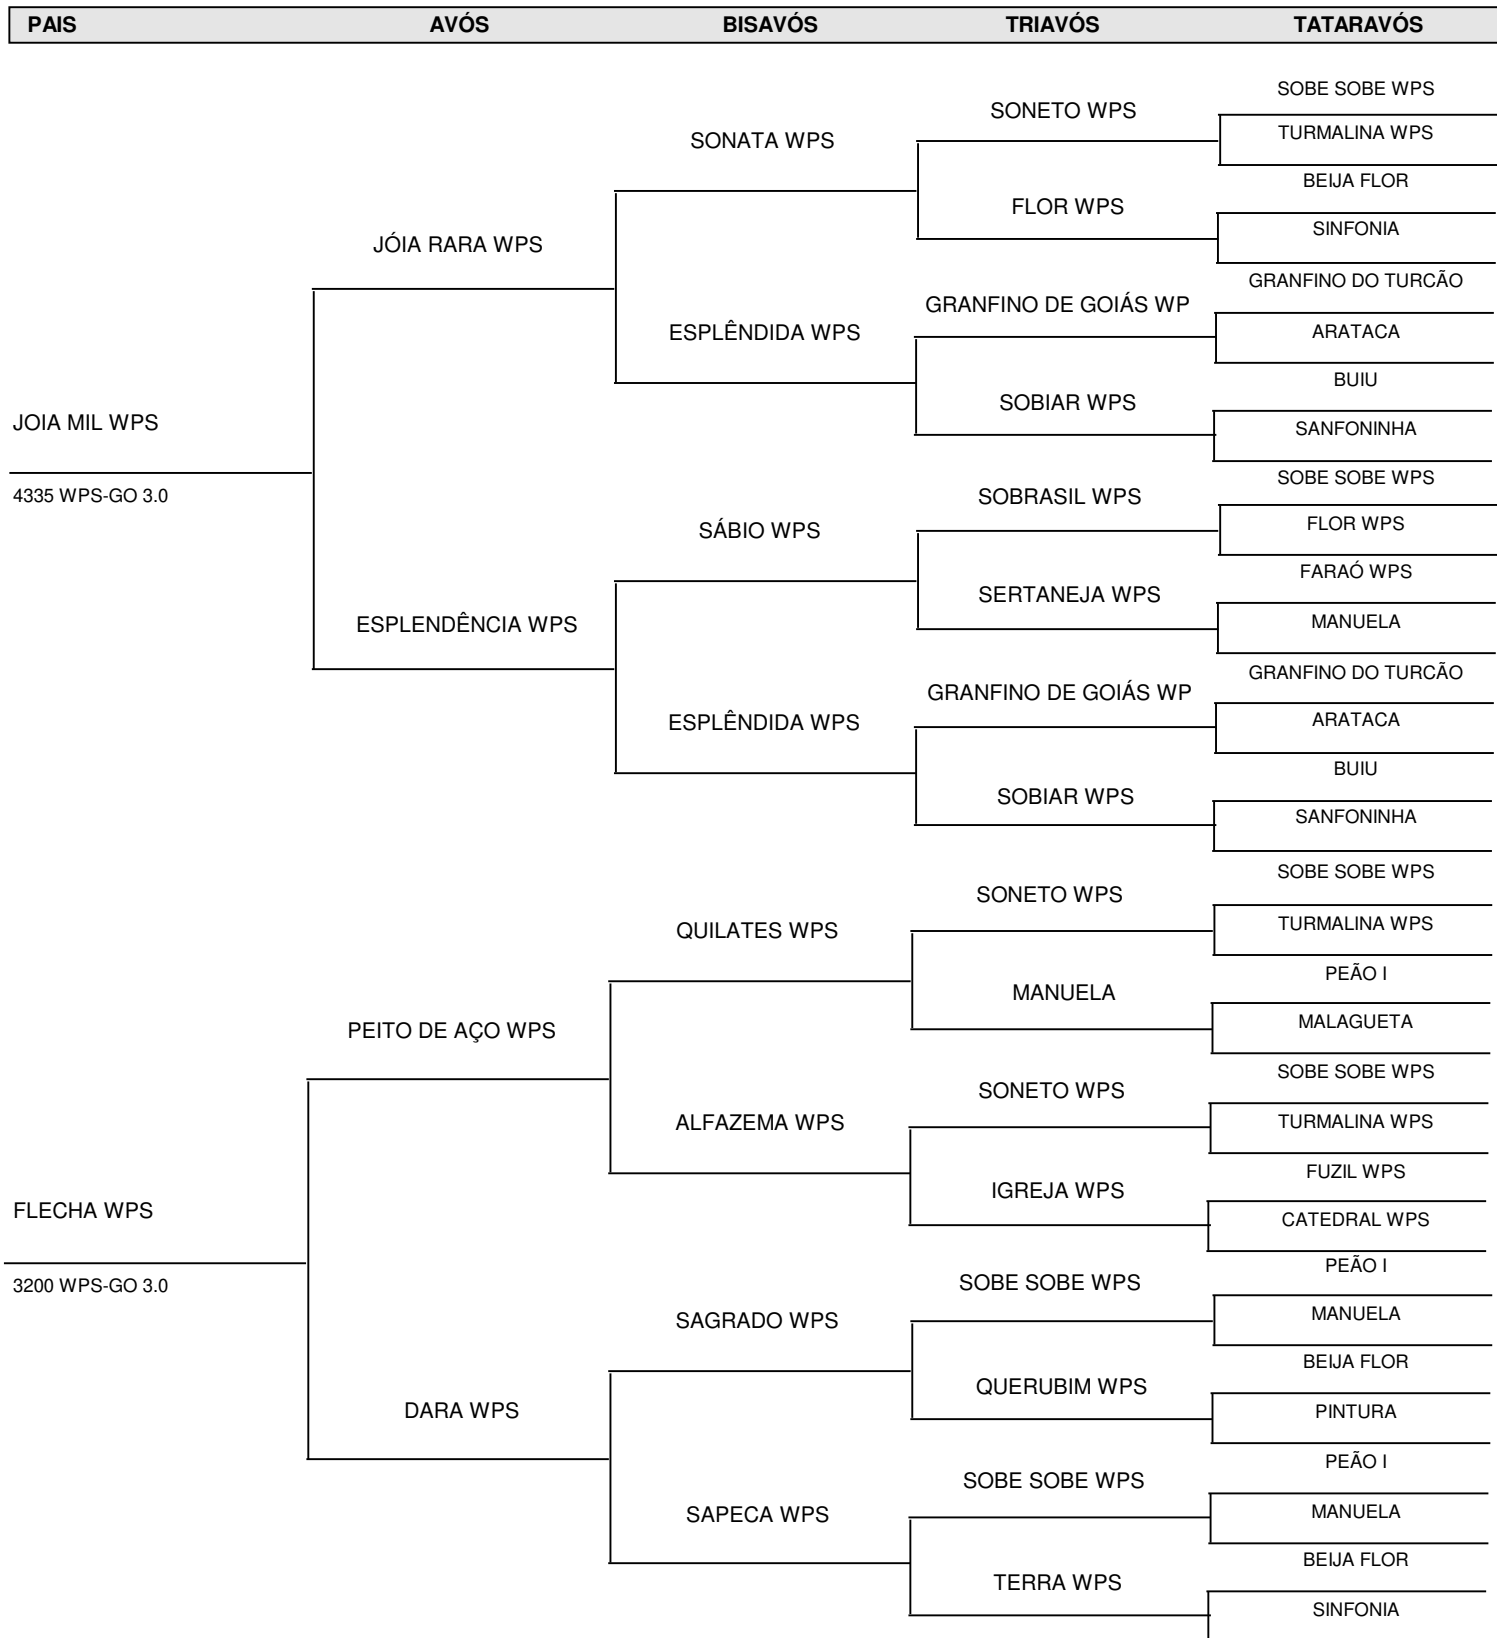 PAIS AVÓS BISAVÓS TRIAVÓS TATARAVÓS
SOBE SOBE WPS
SONETO WPS
TURMALINA WPS
SONATA WPS
BEIJA FLOR
FLOR WPS
SINFONIA
JÓIA RARA WPS
GRANFINO DO TURCÃO
GRANFINO DE GOIÁS WP
ARATACA
ESPLÊNDIDA WPS
BUIU
SOBIAR WPS
SANFONINHA
JOIA MIL WPS
4335 WPS-GO 3.0
SOBE SOBE WPS
SOBRASIL WPS
FLOR WPS
SÁBIO WPS
FARAÓ WPS
SERTANEJA WPS
MANUELA
ESPLENDÊNCIA WPS
GRANFINO DO TURCÃO
GRANFINO DE GOIÁS WP
ARATACA
ESPLÊNDIDA WPS
BUIU
SOBIAR WPS
SANFONINHA
SOBE SOBE WPS
SONETO WPS
TURMALINA WPS
QUILATES WPS
PEÃO I
MANUELA
MALAGUETA
PEITO DE AÇO WPS
SOBE SOBE WPS
SONETO WPS
TURMALINA WPS
ALFAZEMA WPS
FUZIL WPS
IGREJA WPS
CATEDRAL WPS
FLECHA WPS
3200 WPS-GO 3.0
PEÃO I
SOBE SOBE WPS
MANUELA
SAGRADO WPS
BEIJA FLOR
QUERUBIM WPS
PINTURA
DARA WPS
PEÃO I
SOBE SOBE WPS
MANUELA
SAPECA WPS
BEIJA FLOR
TERRA WPS
SINFONIA